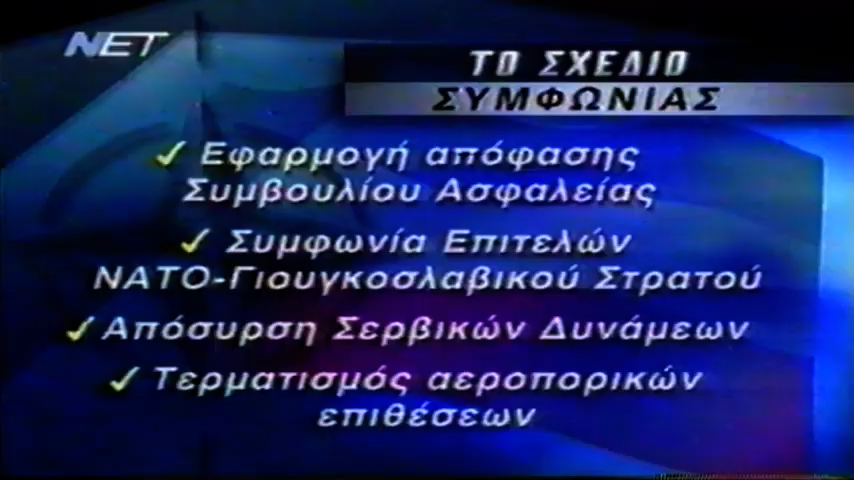 NET
ΤΟ ΣΧΕΔΙΟ
ΣΥΜΦΩΝΙΑΣ
✓ Εφαρμογή απόφασης
Συμβουλίου Ασφαλείας
✓ Συμφωνία Επιτελών
ΝΑΤΟ-Γιουγκοσλαβικού Στρατού
✓ Απόσυρση Σερβικών Δυνάμεων
✓ Τερματισμός αεροπορικών
επιθέσεων